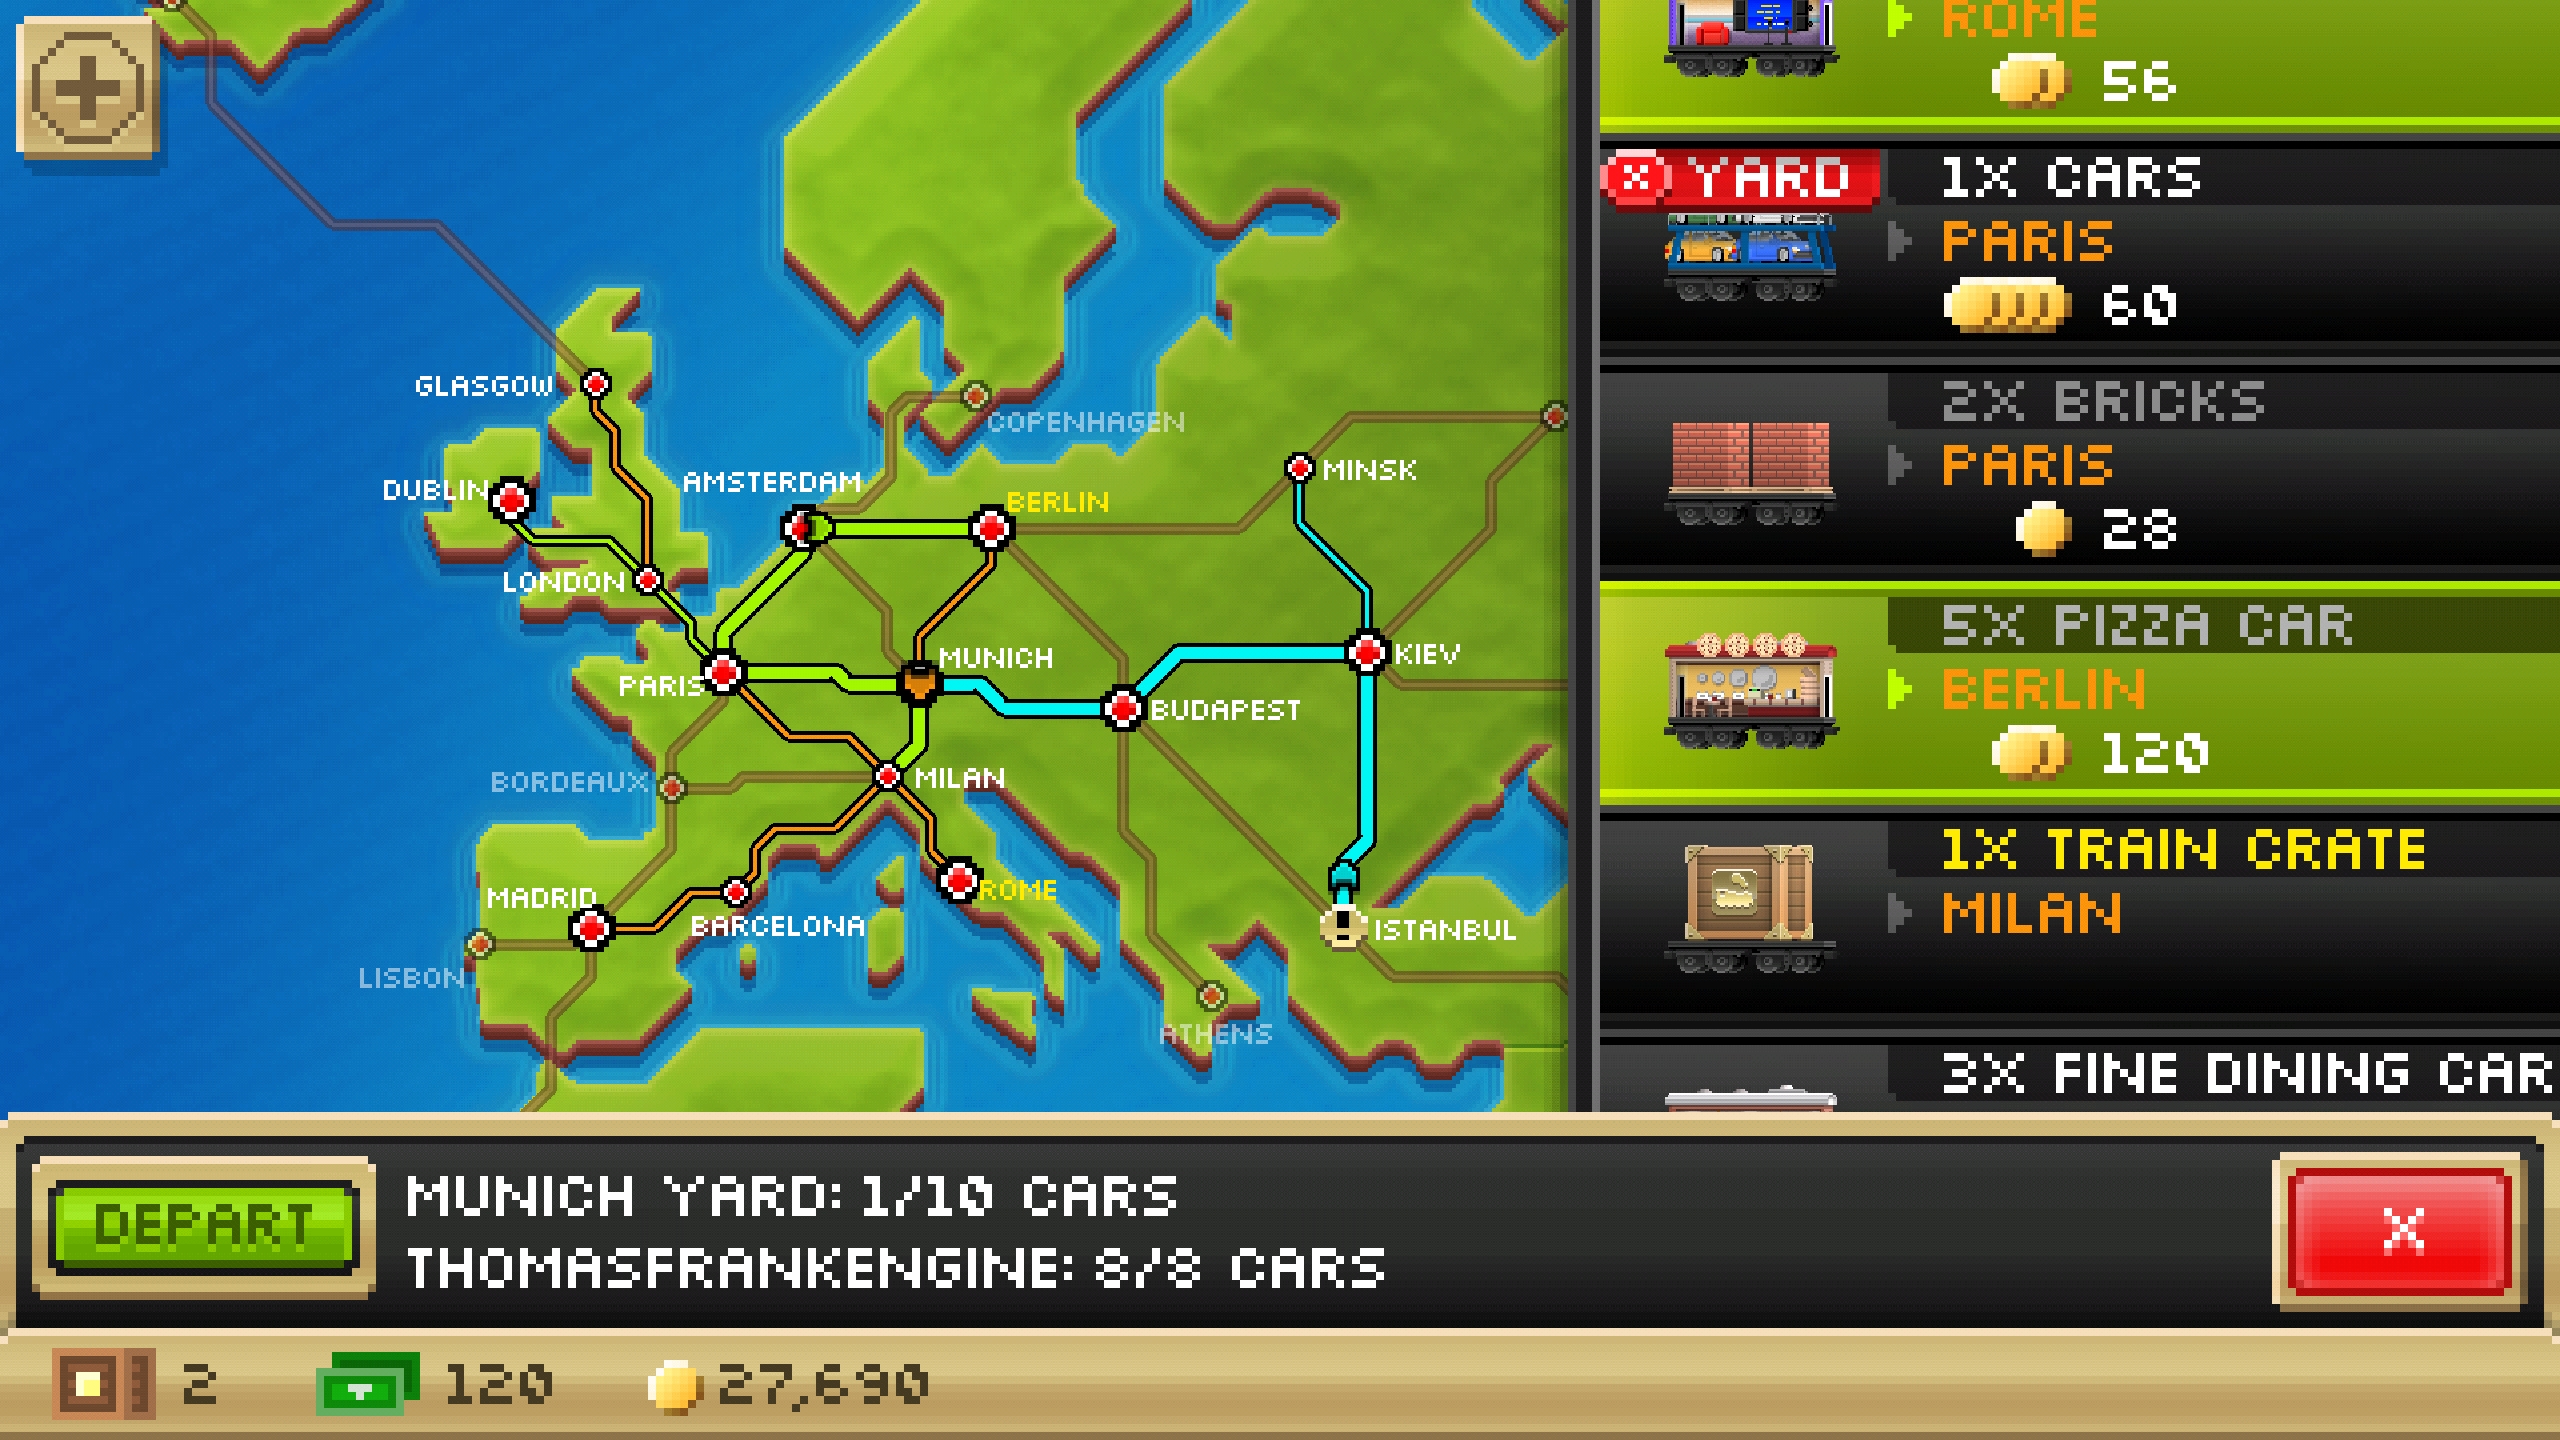 ROME
56
YARD
1X CARS
PARIS
60
2X BRICKS
PARIS
28
5X PIZZA CAR
BERLIN
120
1X TRAIN CRATE
MILAN
3X FINE DINING CAR
GLASGOW
COPENHAGEN
DUBLIN
AMSTERDAM
BERLIN
MINSK
LONDON
MUNICH
KIEV
PARIS
BUDAPEST
BORDEAUX
MILAN
MADRID
ROME
BARCELONA
ISTANBUL
LISBON
ATHENS
DEPART
MUNICH YARD: 1/10 CARS
THOMASFRANKENGINE: 8/8 CARS
X
2
120
27,690